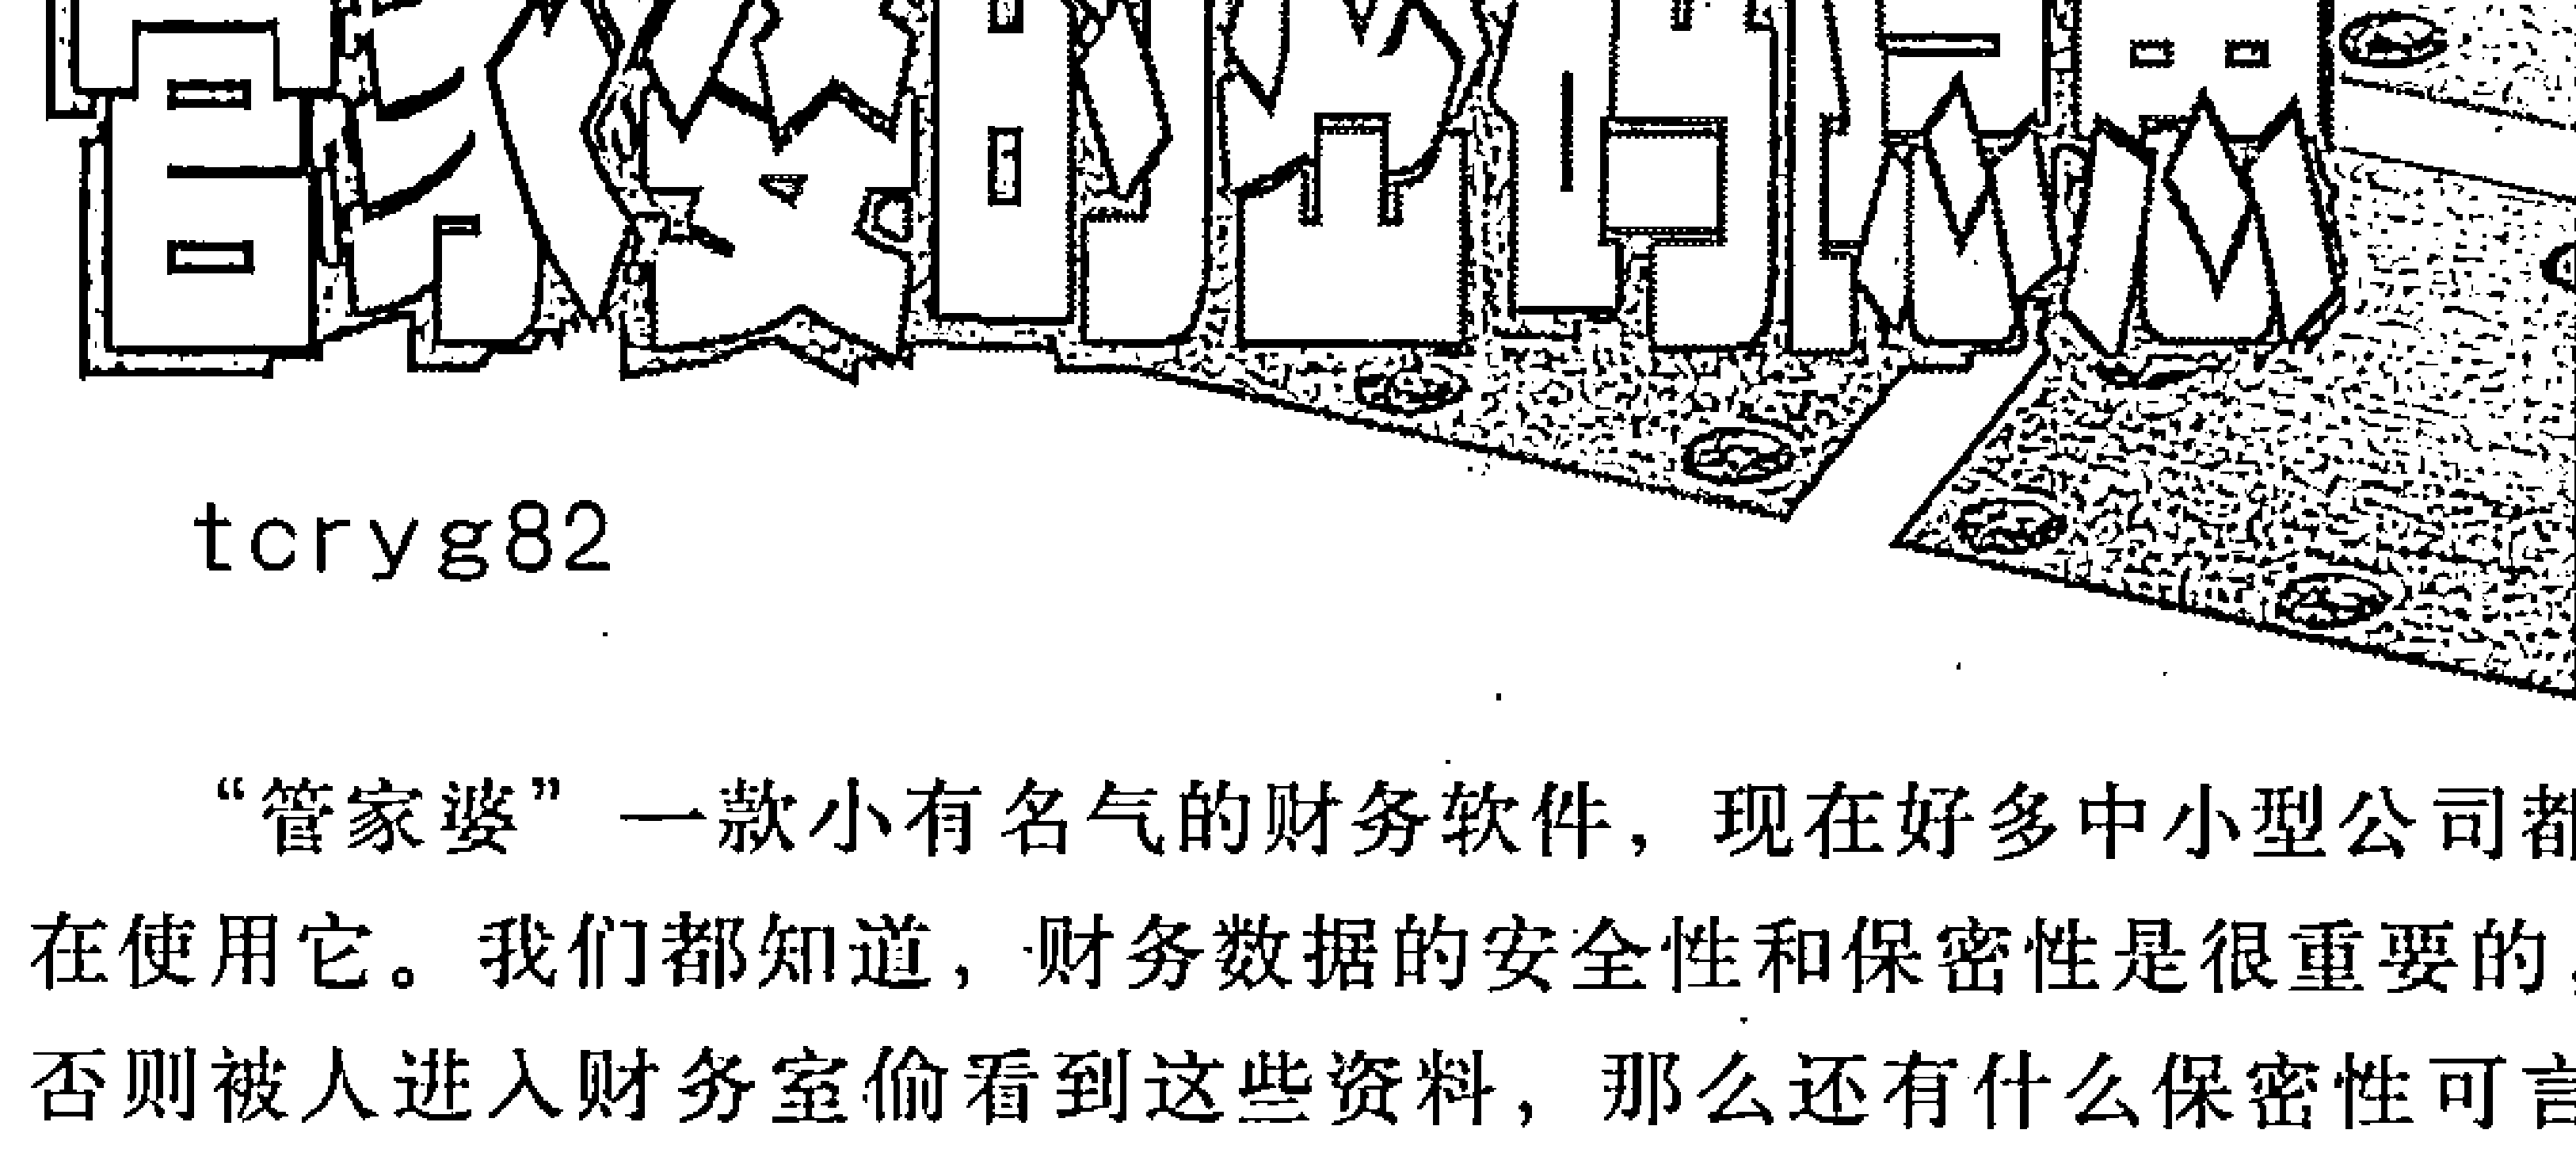 tcryg82
“管家婆”一款小有名气的财务软件，现在好多中小型公司都
在使用它。我们都知道，财务数据的安全性和保密性是很重要的，
否则被人进入财务室偷看到这些资料，那么还有什么保密性可言